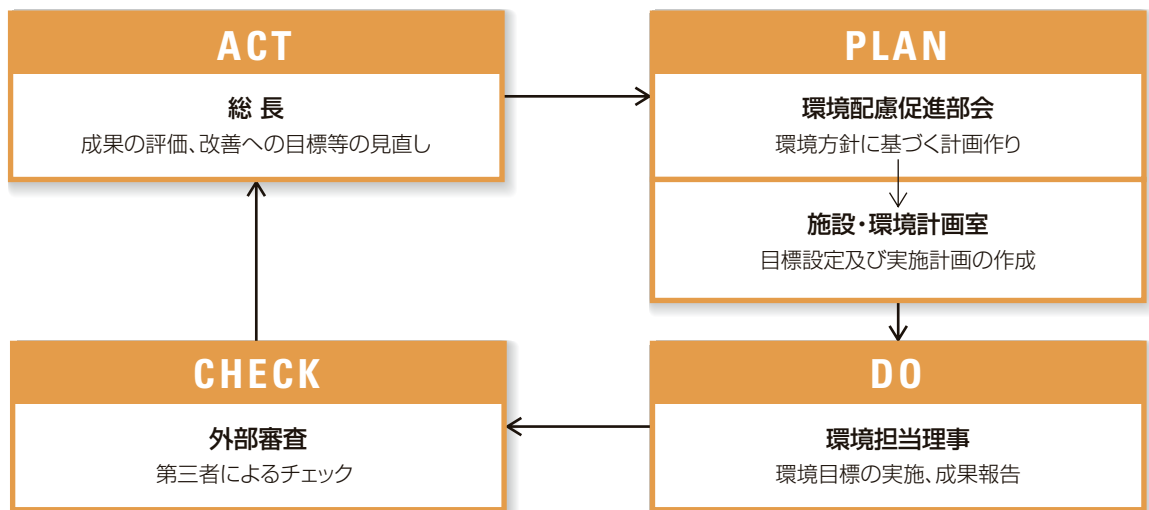 ACT
総長
成果の評価、改善への目標等の見直し
PLAN
環境配慮促進部会
環境方針に基づく計画作り
施設・環境計画室
目標設定及び実施計画の作成
CHECK
外部審査
第三者によるチェック
DO
環境担当理事
環境目標の実施、成果報告